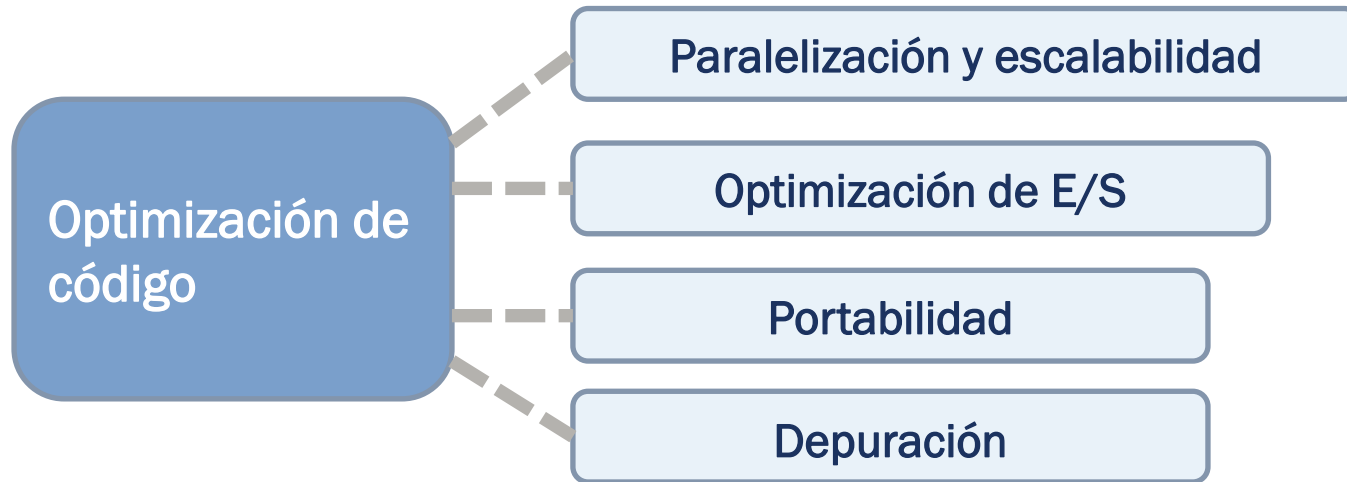 Paralelización y escalabilidad
Optimización de
código
Optimización de E/S
Portabilidad
Depuración